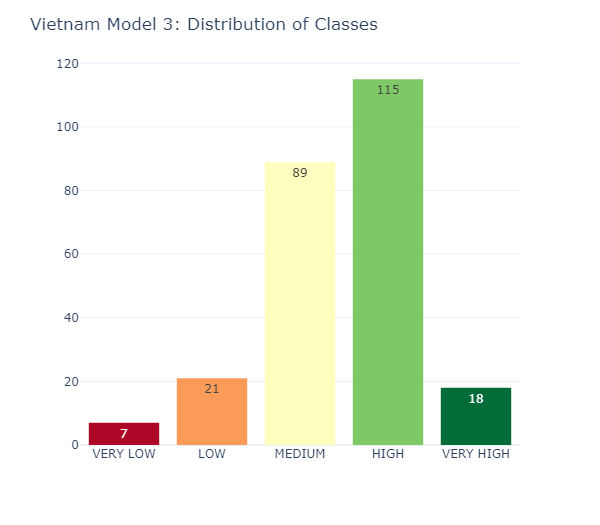 Vietnam Model 3: Distribution of Classes
120
100
80
60
40
20
0
7
21
89
115
18
VERY LOW
LOW
MEDIUM
HIGH
VERY HIGH